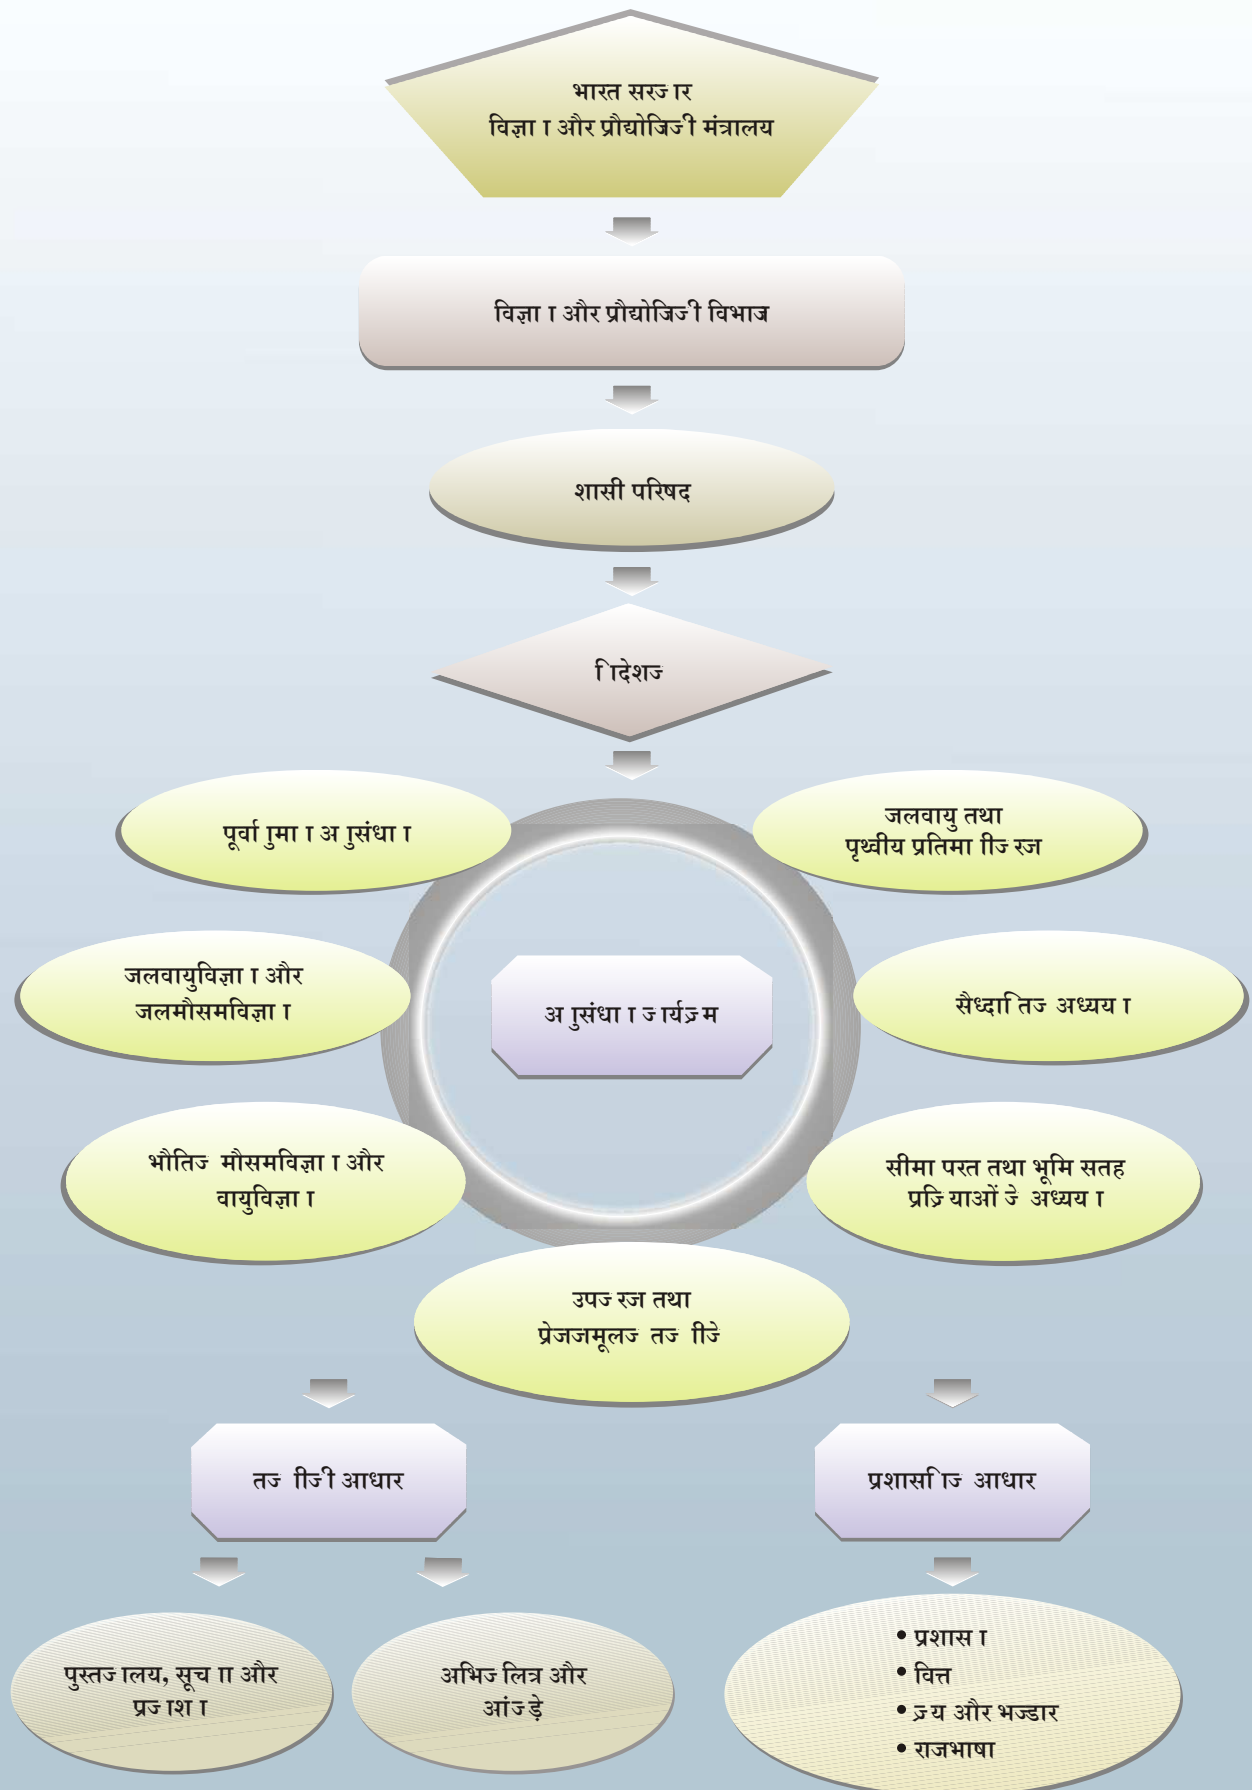 भारत सरज ार
विज्ञा ा और प्रौद्योजिज ी मंत्रालय
विज्ञा ा और प्रौद्योजिज ी विभाज
शासी परिषद
ि ादेशज
पूर्वा ाुमा ा अ ाुसंधा ा
जलवायु तथा
पृथ्वीय प्रतिमा ाीज रज
जलवायुविज्ञा ा और
जलमौसमविज्ञा ा
अ ाुसंधा ा ज ार्यज्र म
सैध्दा ाि तज अध्यय ा
भौतिज मौसमविज्ञा ा और
वायुविज्ञा ा
सीमा परत तथा भूमि सतह
प्रज्रि याओं जे अध्यय ा
उपज रज तथा
प्रेजजमूलज तज ाीजे
तज ाीजी आधार
प्रशास ाि ज आधार
पुस्तज ालय, सूच ाा और
प्रज ाश ा
अभिज लित्र और
आंज ड़े
• प्रशास ा
• वित्त
• ज्र य और भज्डार
• राजभाषा